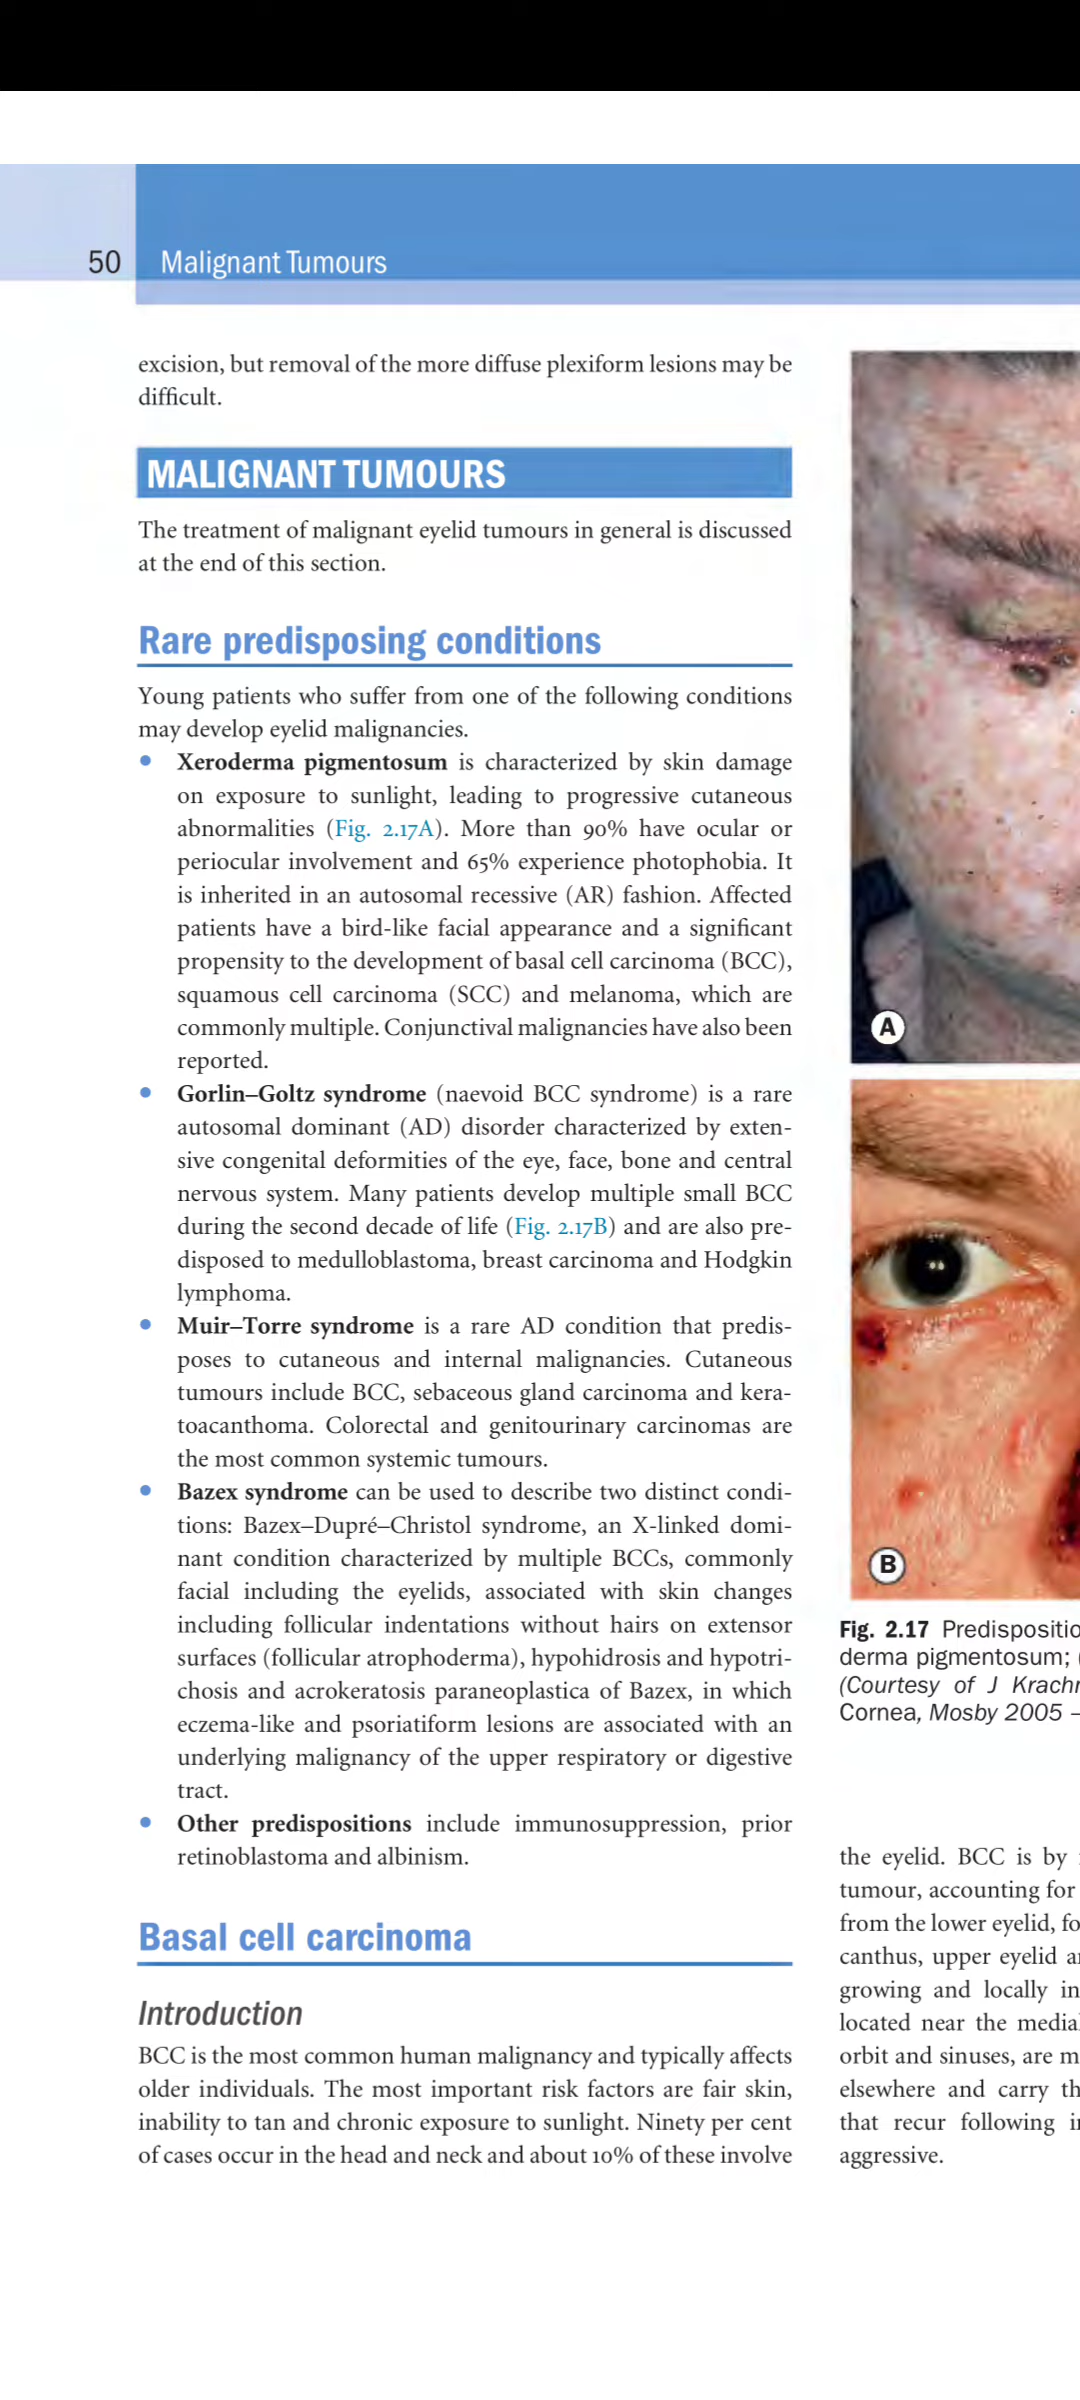 50 Malignant Tumours
excision, but removal of the more diffuse plexiform lesions may be
difficult.
MALIGNANT TUMOURS
The treatment of malignant eyelid tumours in general is discussed
at the end of this section.
Rare predisposing conditions
Young patients who suffer from one of the following conditions
may develop eyelid malignancies.
• Xeroderma pigmentosum is characterized by skin damage
on exposure to sunlight, leading to progressive cutaneous
abnormalities (Fig. 2.17A). More than 90% have ocular or
periocular involvement and 65% experience photophobia. It
is inherited in an autosomal recessive (AR) fashion. Affected
patients have a bird-like facial appearance and a significant
propensity to the development of basal cell carcinoma (BCC),
squamous cell carcinoma (SCC) and melanoma, which are
commonly multiple. Conjunctival malignancies have also been
reported.
• Gorlin–Goltz syndrome (naevoid BCC syndrome) is a rare
autosomal dominant (AD) disorder characterized by exten-
sive congenital deformities of the eye, face, bone and central
nervous system. Many patients develop multiple small BCC
during the second decade of life (Fig. 2.17B) and are also pre-
disposed to medulloblastoma, breast carcinoma and Hodgkin
lymphoma.
• Muir–Torre syndrome is a rare AD condition that predis-
poses to cutaneous and internal malignancies. Cutaneous
tumours include BCC, sebaceous gland carcinoma and kera-
toacanthoma. Colorectal and genitourinary carcinomas are
the most common systemic tumours.
• Bazex syndrome can be used to describe two distinct condi-
tions: Bazex–Dupré–Christol syndrome, an X-linked domi-
nant condition characterized by multiple BCCs, commonly
facial including the eyelids, associated with skin changes
including follicular indentations without hairs on extensor
surfaces (follicular atrophoderma), hypohidrosis and hypotri-
chosis and acrokeratosis paraneoplastica of Bazex, in which
eczema-like and psoriatiform lesions are associated with an
underlying malignancy of the upper respiratory or digestive
tract.
• Other predispositions include immunosuppression, prior
retinoblastoma and albinism.
Basal cell carcinoma
Introduction
BCC is the most common human malignancy and typically affects
older individuals. The most important risk factors are fair skin,
inability to tan and chronic exposure to sunlight. Ninety per cent
of cases occur in the head and neck and about 10% of these involve
A
B
Fig. 2.17 Predispositio
derma pigmentosum; (
(Courtesy of J Krachm
Cornea, Mosby 2005 –
the eyelid. BCC is by
tumour, accounting for
from the lower eyelid, fo
canthus, upper eyelid an
growing and locally in
located near the medial
orbit and sinuses, are m
elsewhere and carry th
that recur following in
aggressive.